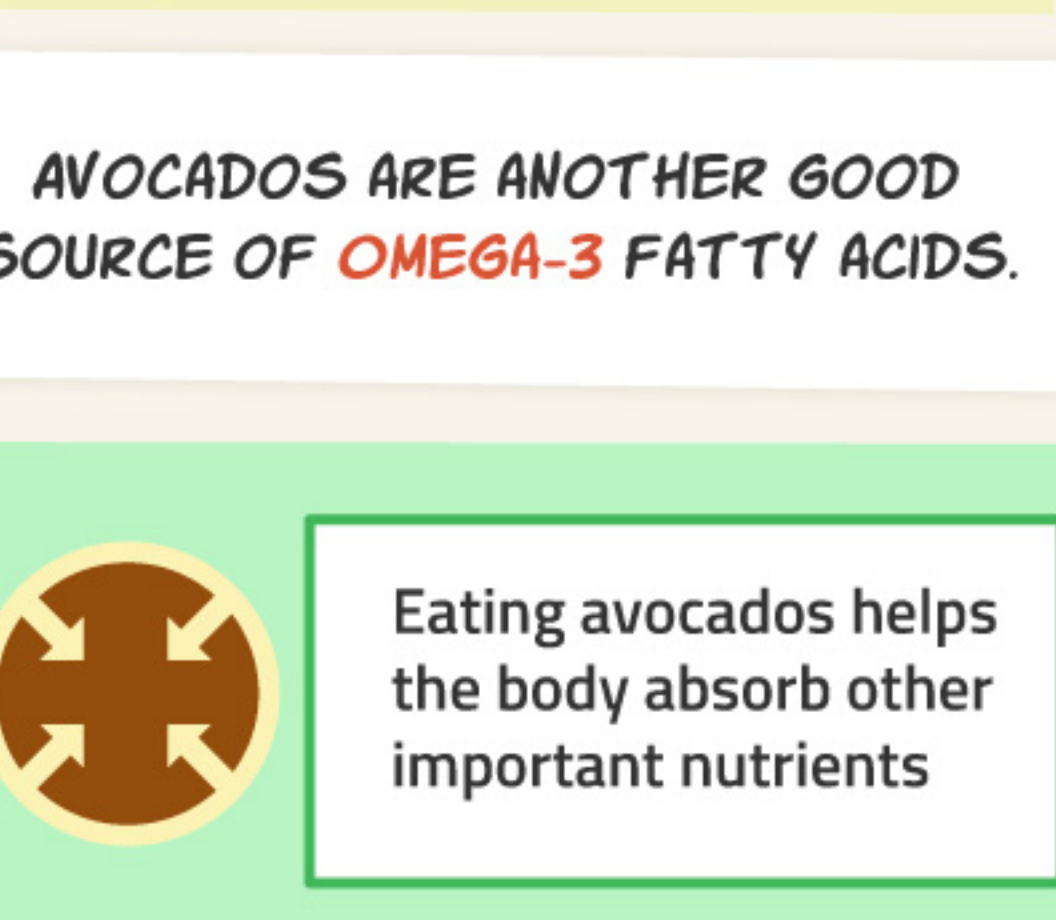 AVOCADOS ARE ANOTHER GOOD
SOURCE OF OMEGA-3 FATTY ACIDS.
Eating avocados helps
the body absorb other
important nutrients